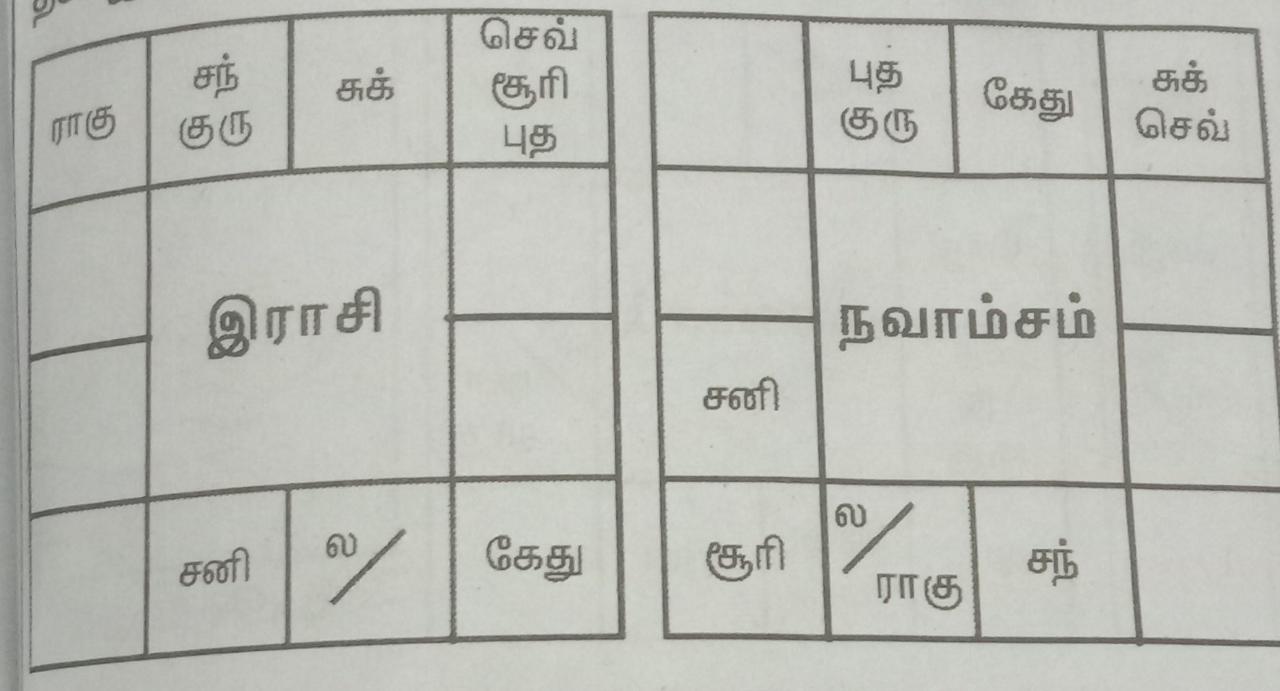 ராகு
சந்
குரு
சுக்
செவ்
சூரி
புத
இராசி
சனி
ல/
கேது
புத
குரு
கேது
சுக்
செவ்
நவாம்சம்
சனி
சூரி
ல/
ராகு
சந்